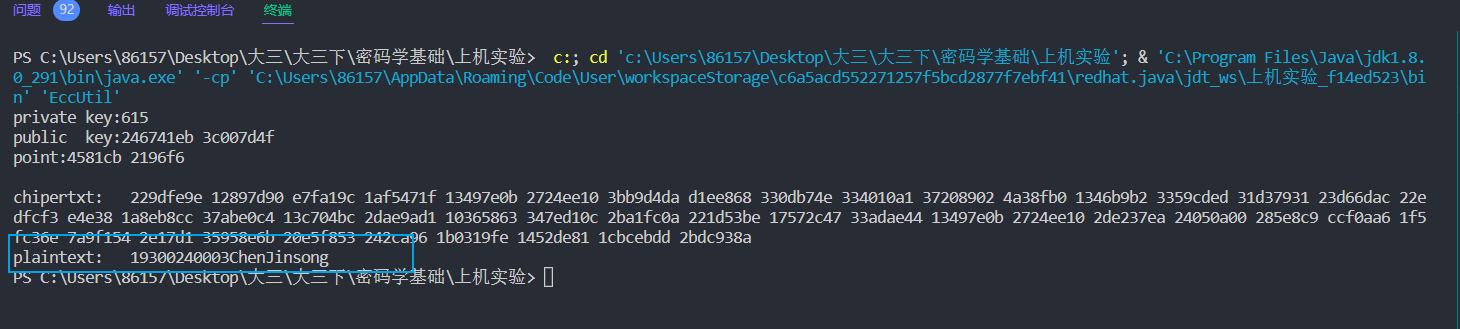 问题 92 输出 调试控制台 终端
PS C:\Users\86157\Desktop\大三\大三下\密码学基础\上机实验>  c:; cd 'c:\Users\86157\Desktop\大三\大三下\密码学基础\上机实验'; & 'C:\Program Files\Java\jdk1.8.
0_291\bin\java.exe' '-cp' 'C:\Users\86157\AppData\Roaming\Code\User\workspaceStorage\c6a5acd552271257f5bcd2877f7ebf41\redhat.java\jdt_ws\上机实验_f14ed523\bi
n' 'EccUtil'
private key:615
public  key:246741eb 3c007d4f
point:4581cb 2196f6
chipertxt:   229dfe9e 12897d90 e7fa19c 1af5471f 13497e0b 2724ee10 3bb9d4da d1ee868 330db74e 334010a1 37208902 4a38fb0 1346b9b2 3359cded 31d37931 23d66dac 22e
dfcf3 e4e38 1a8eb8cc 37abe0c4 13c704bc 2dae9ad1 10365863 347ed10c 2ba1fc0a 221d53be 17572c47 33adae44 13497e0b 2724ee10 2de237ea 24050a00 285e8c9 ccf0aa6 1f5
fc36e 7a9f154 2e17d1 35958e6b 20e5f853 242ca96 1b0319fe 1452de81 1cbcebdd 2bdc938a
plaintext:   19300240003ChenJinsong
PS C:\Users\86157\Desktop\大三\大三下\密码学基础\上机实验>